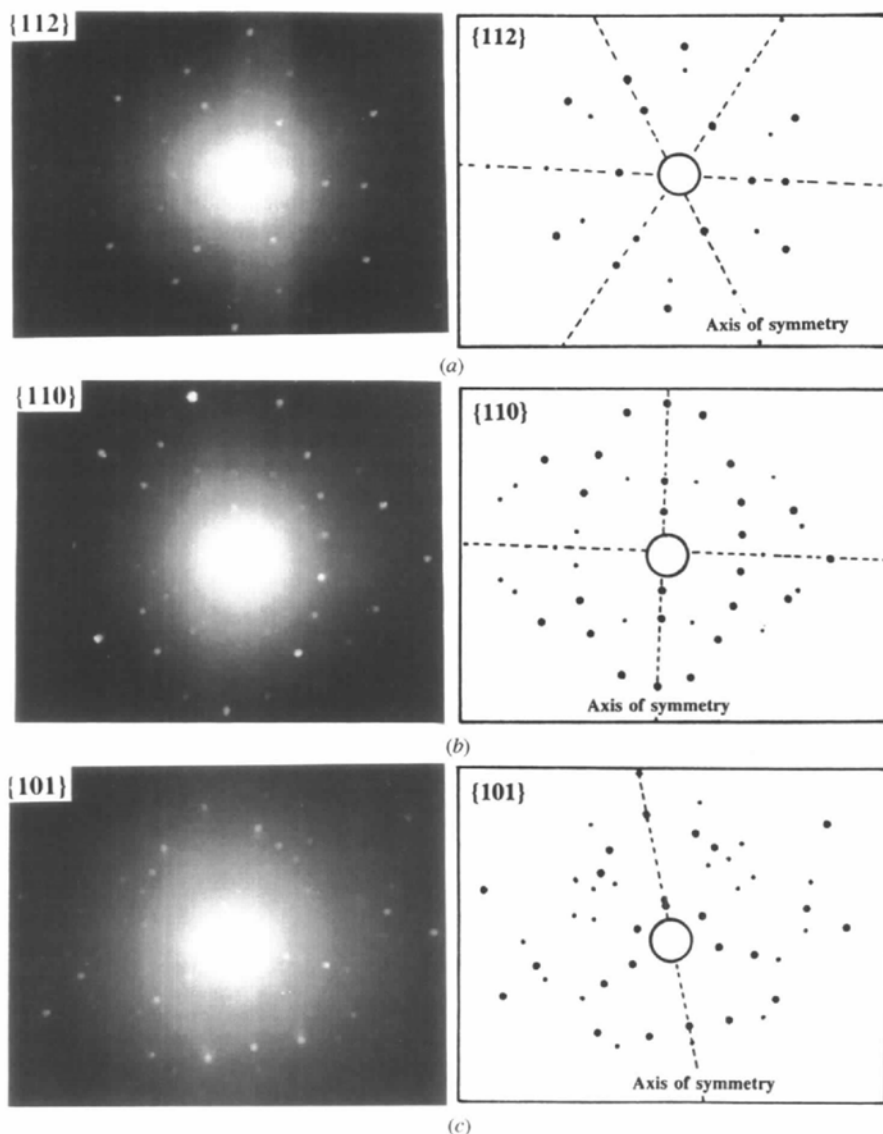 {112}
{112}
Axis of symmetry
(a)
{110}
{110}
Axis of symmetry
(b)
{101}
{101}
Axis of symmetry
(c)